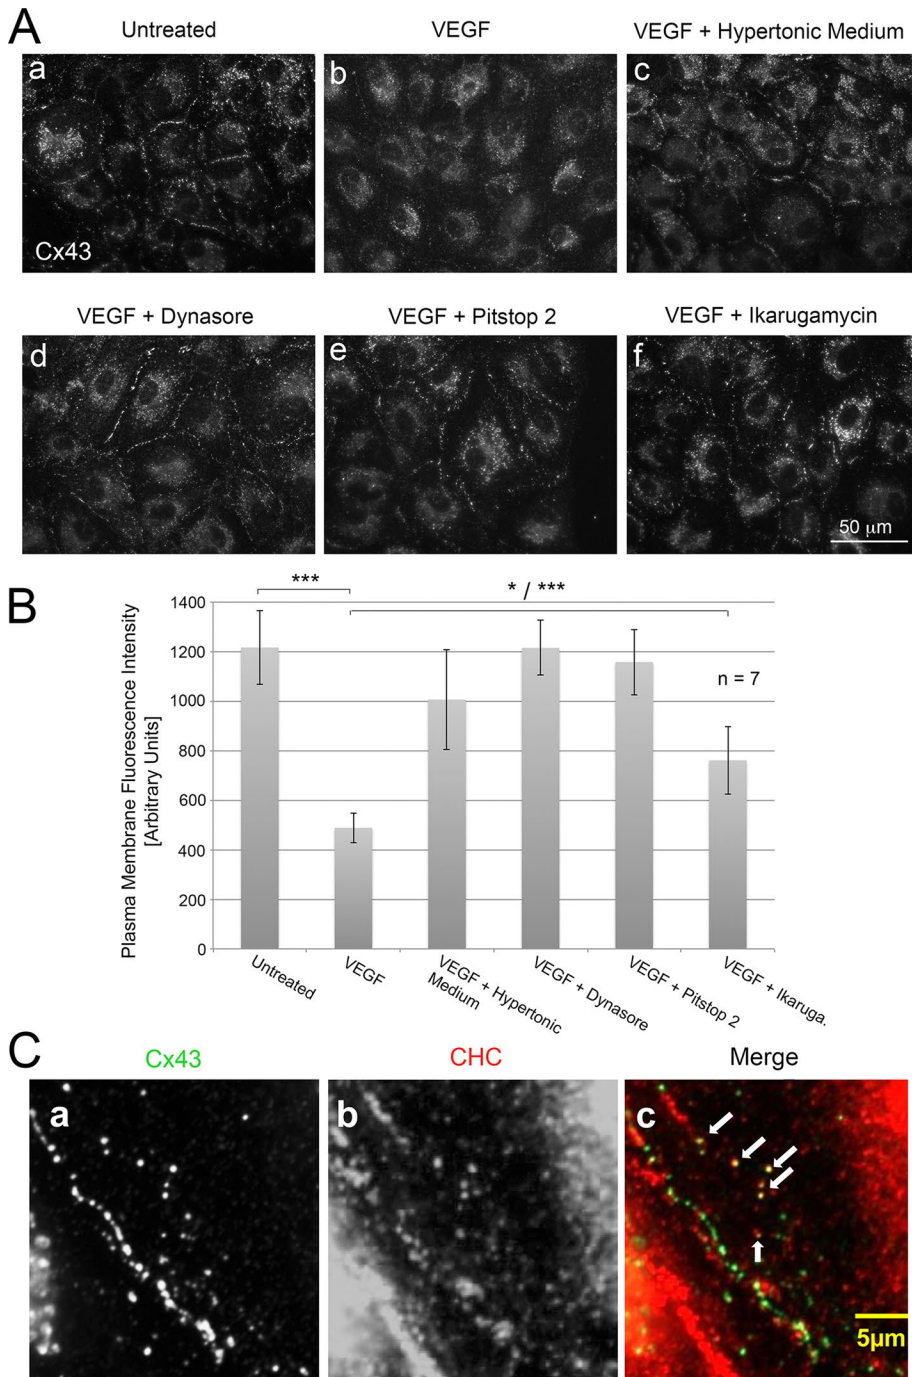 A
Untreated
VEGF
VEGF + Hypertonic Medium
a
b
c
Cx43
VEGF + Dynasore
VEGF + Pitstop 2
VEGF + Ikarugamycin
d
e
f
50 μm
B
***
* / ***
Plasma Membrane Fluorescence Intensity
[Arbitrary Units]
1400
1200
1000
800
600
400
200
0
n = 7
Untreated
VEGF
VEGF + Hypertonic
Medium
VEGF + Dynasore
VEGF + Pitstop 2
VEGF + Ikaruga.
C
Cx43
CHC
Merge
a
b
c
5μm